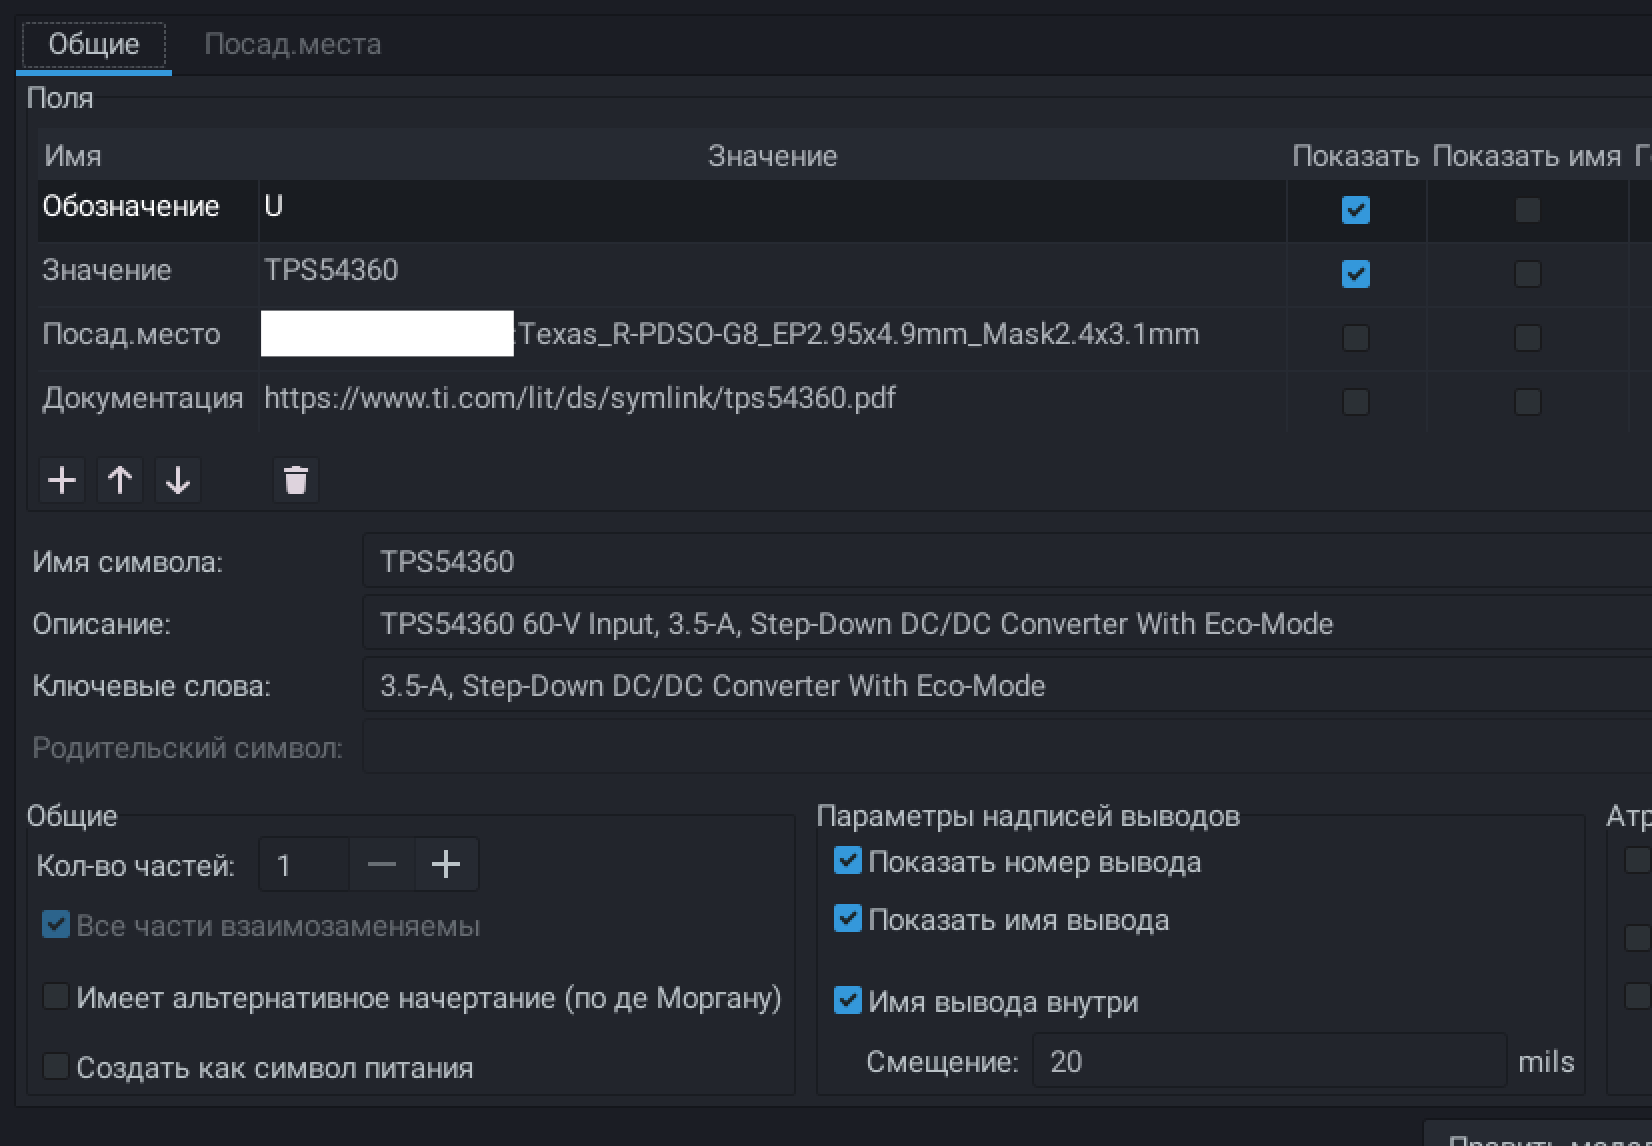 Общие Посад.места
Поля
Имя Значение Показать Показать имя
Обозначение U
Значение TPS54360
Посад.место :Texas_R-PDSO-G8_EP2.95x4.9mm_Mask2.4x3.1mm
Документация https://www.ti.com/lit/ds/symlink/tps54360.pdf
Имя символа: TPS54360
Описание: TPS54360 60-V Input, 3.5-A, Step-Down DC/DC Converter With Eco-Mode
Ключевые слова: 3.5-A, Step-Down DC/DC Converter With Eco-Mode
Родительский символ:
Общие Параметры надписей выводов
Кол-во частей: 1 Показать номер вывода
Все части взаимозаменяемы Показать имя вывода
Имеет альтернативное начертание (по де Моргану) Имя вывода внутри
Создать как символ питания Смещение: 20 mils